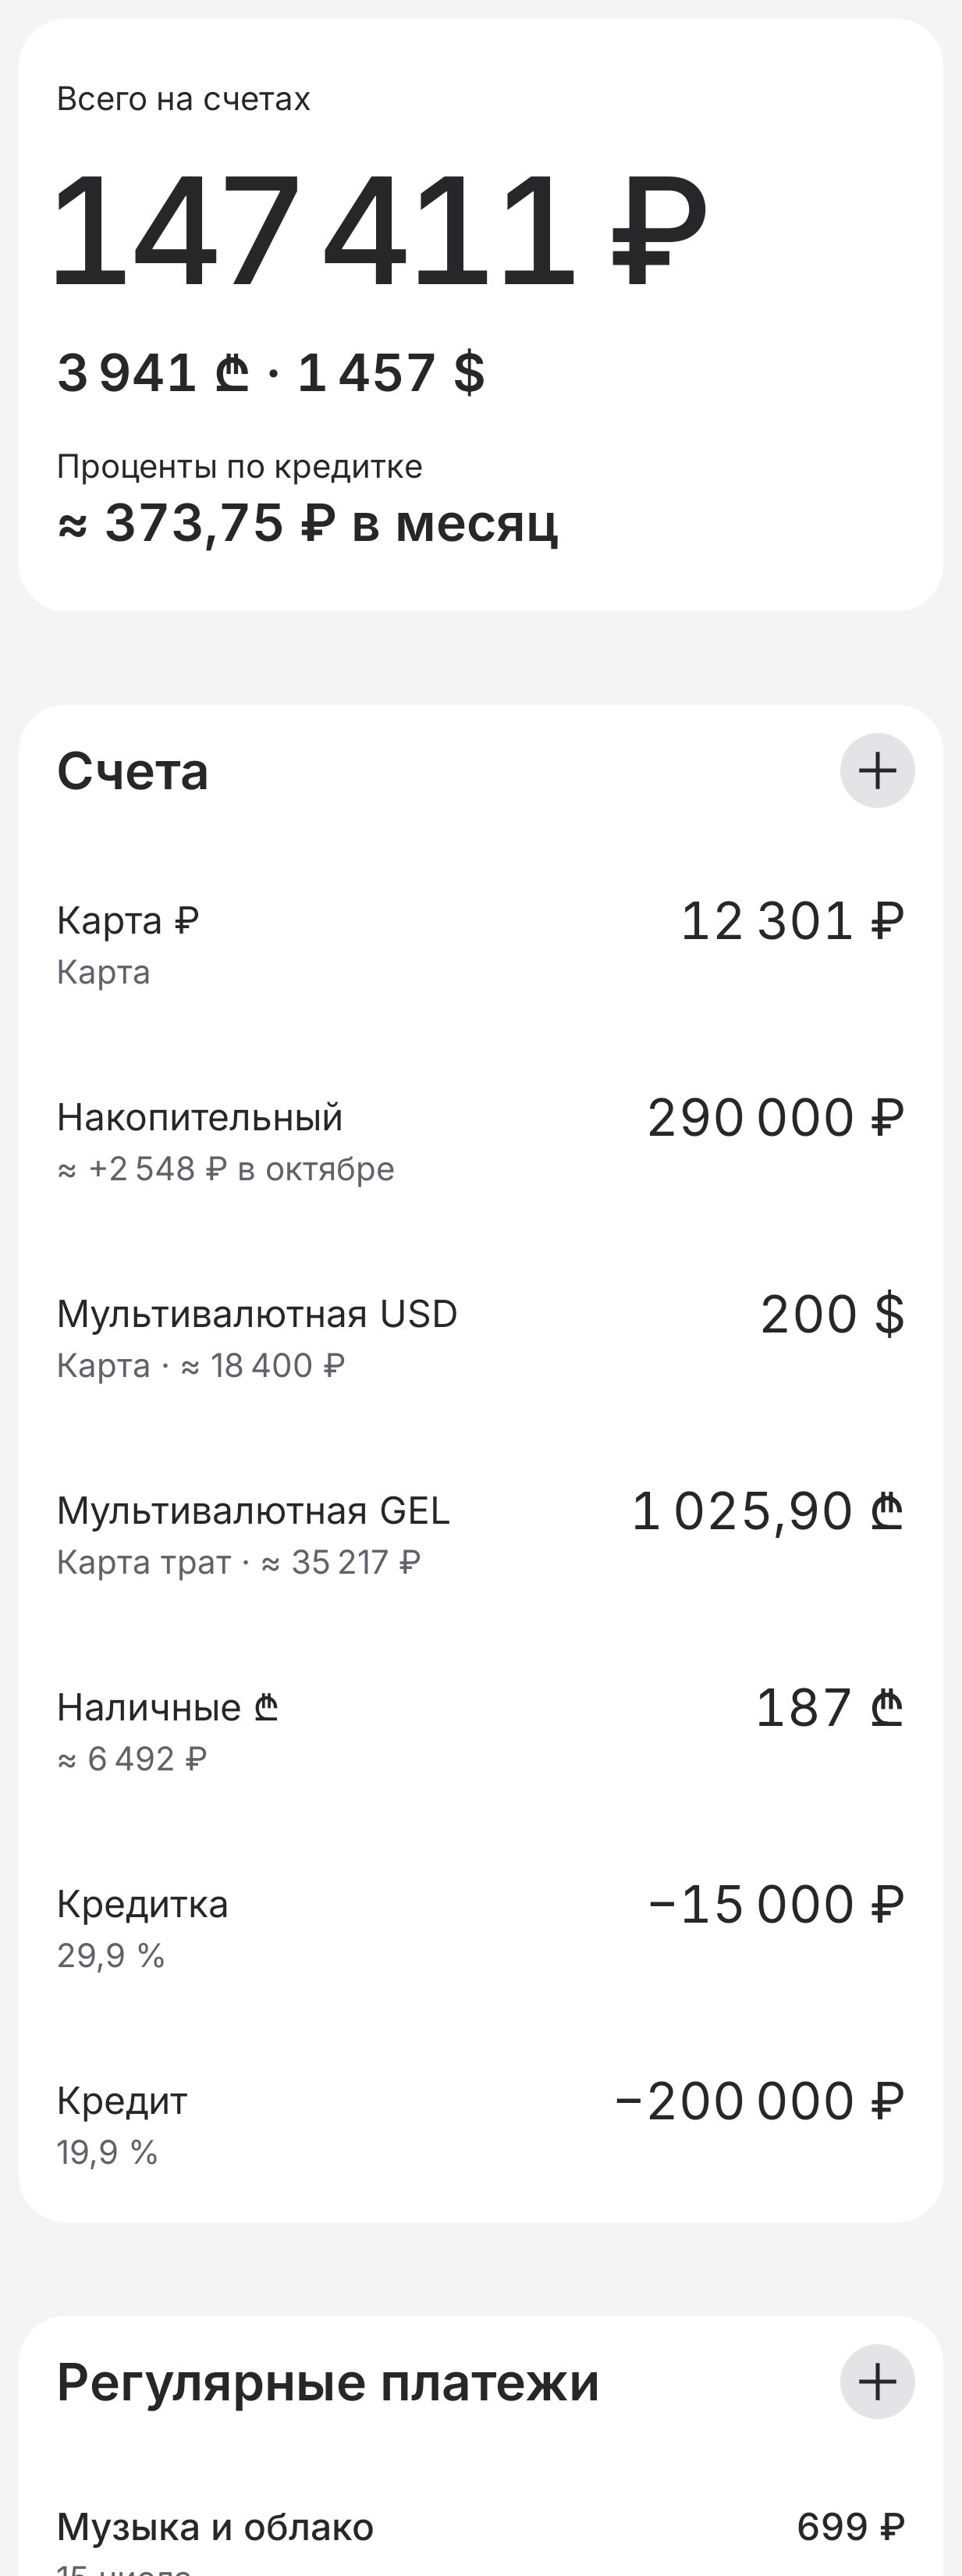 Всего на счетах
147 411 ₽
3 941 ₾ · 1 457 $
Проценты по кредитке
≈ 373,75 ₽ в месяц
Счета
Карта ₽ 12 301 ₽
Карта
Накопительный 290 000 ₽
≈ +2 548 ₽ в октябре
Мультивалютная USD 200 $
Карта · ≈ 18 400 ₽
Мультивалютная GEL 1 025,90 ₾
Карта трат · ≈ 35 217 ₽
Наличные ₾ 187 ₾
≈ 6 492 ₽
Кредитка −15 000 ₽
29,9 %
Кредит −200 000 ₽
19,9 %
Регулярные платежи
Музыка и облако 699 ₽
15 числа